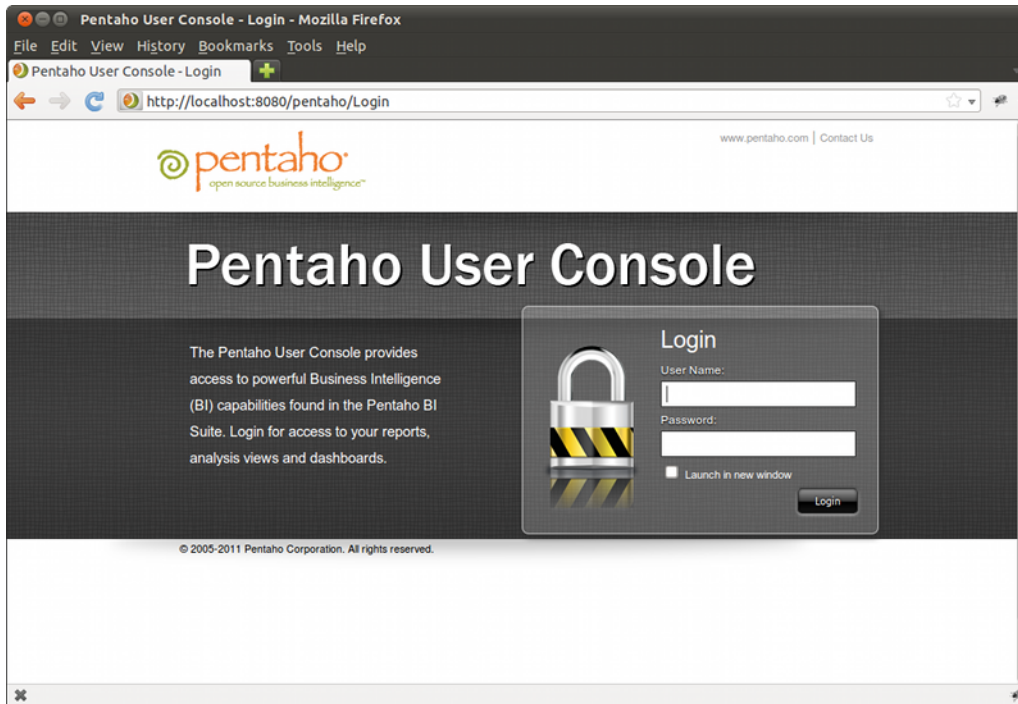 Pentaho User Console - Login - Mozilla Firefox
File Edit View History Bookmarks Tools Help
Pentaho User Console - Login
http://localhost:8080/pentaho/Login
www.pentaho.com | Contact Us
pentaho
open source business intelligence™
Pentaho User Console
The Pentaho User Console provides
access to powerful Business Intelligence
(BI) capabilities found in the Pentaho BI
Suite. Login for access to your reports,
analysis views and dashboards.
Login
User Name:
Password:
Launch in new window
Login
© 2005-2011 Pentaho Corporation. All rights reserved.